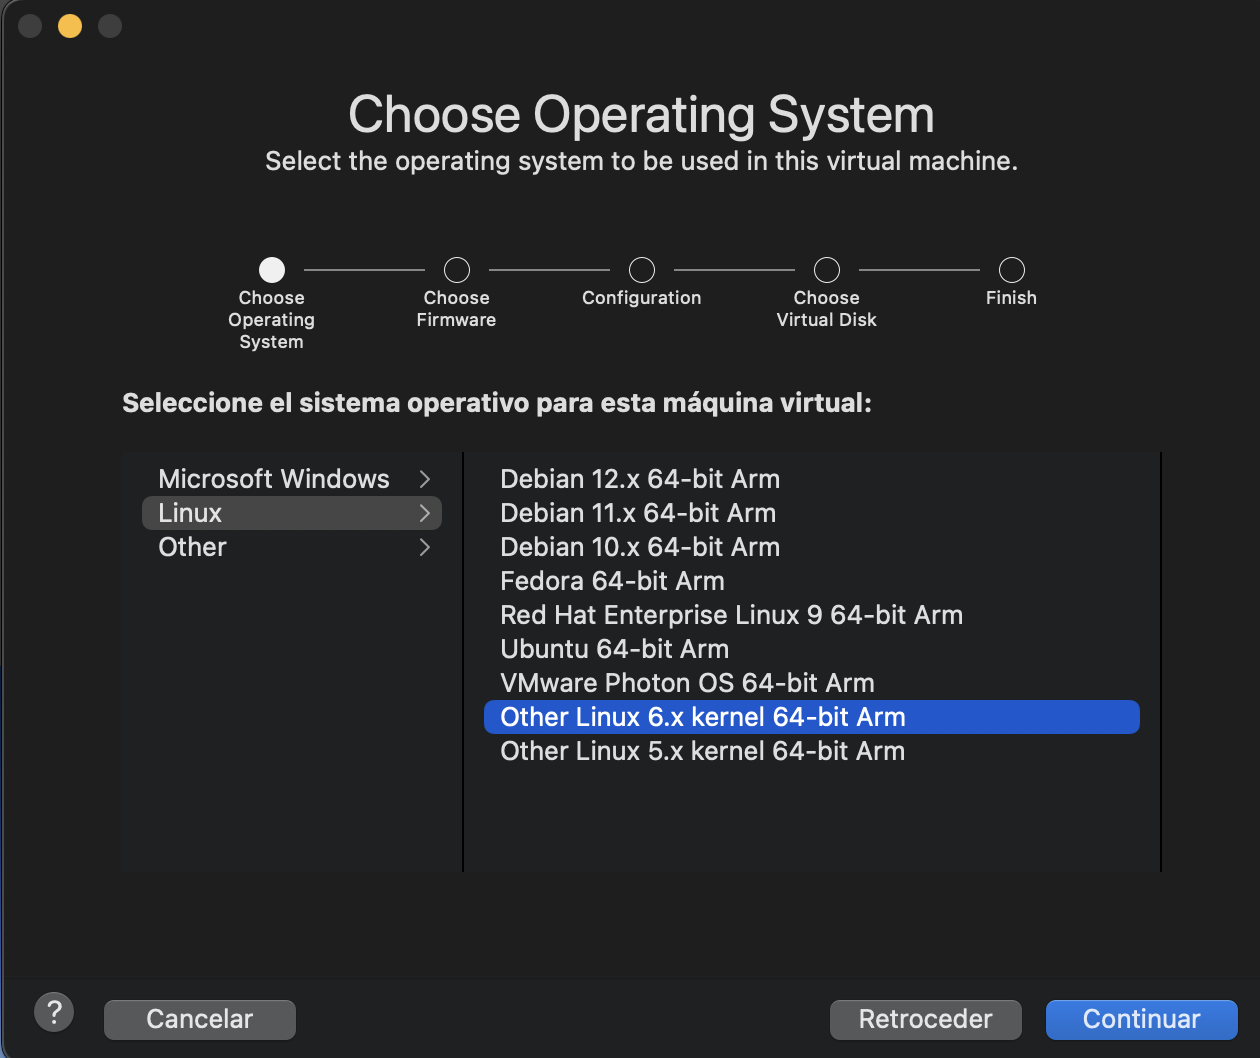 Choose Operating System
Select the operating system to be used in this virtual machine.
Choose
Operating
System
Choose
Firmware
Configuration
Choose
Virtual Disk
Finish
Seleccione el sistema operativo para esta máquina virtual:
Microsoft Windows
Linux
Other
Debian 12.x 64-bit Arm
Debian 11.x 64-bit Arm
Debian 10.x 64-bit Arm
Fedora 64-bit Arm
Red Hat Enterprise Linux 9 64-bit Arm
Ubuntu 64-bit Arm
VMware Photon OS 64-bit Arm
Other Linux 6.x kernel 64-bit Arm
Other Linux 5.x kernel 64-bit Arm
?
Cancelar
Retroceder
Continuar